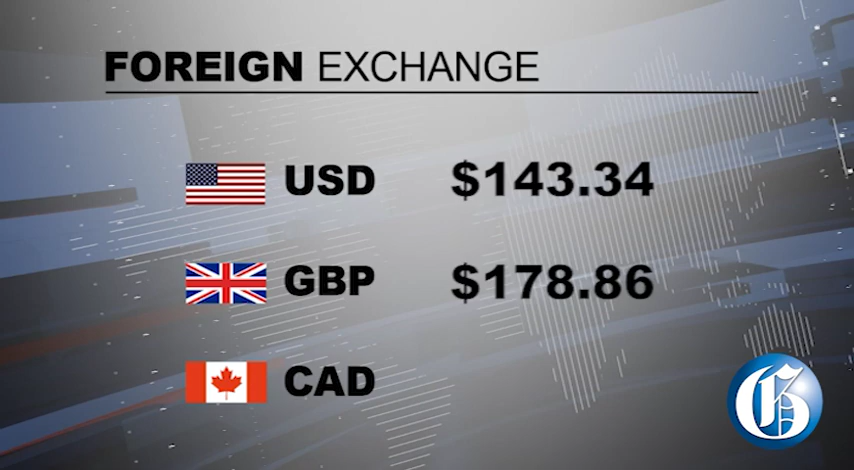 FOREIGN EXCHANGE
USD $143.34
GBP $178.86
CAD
G